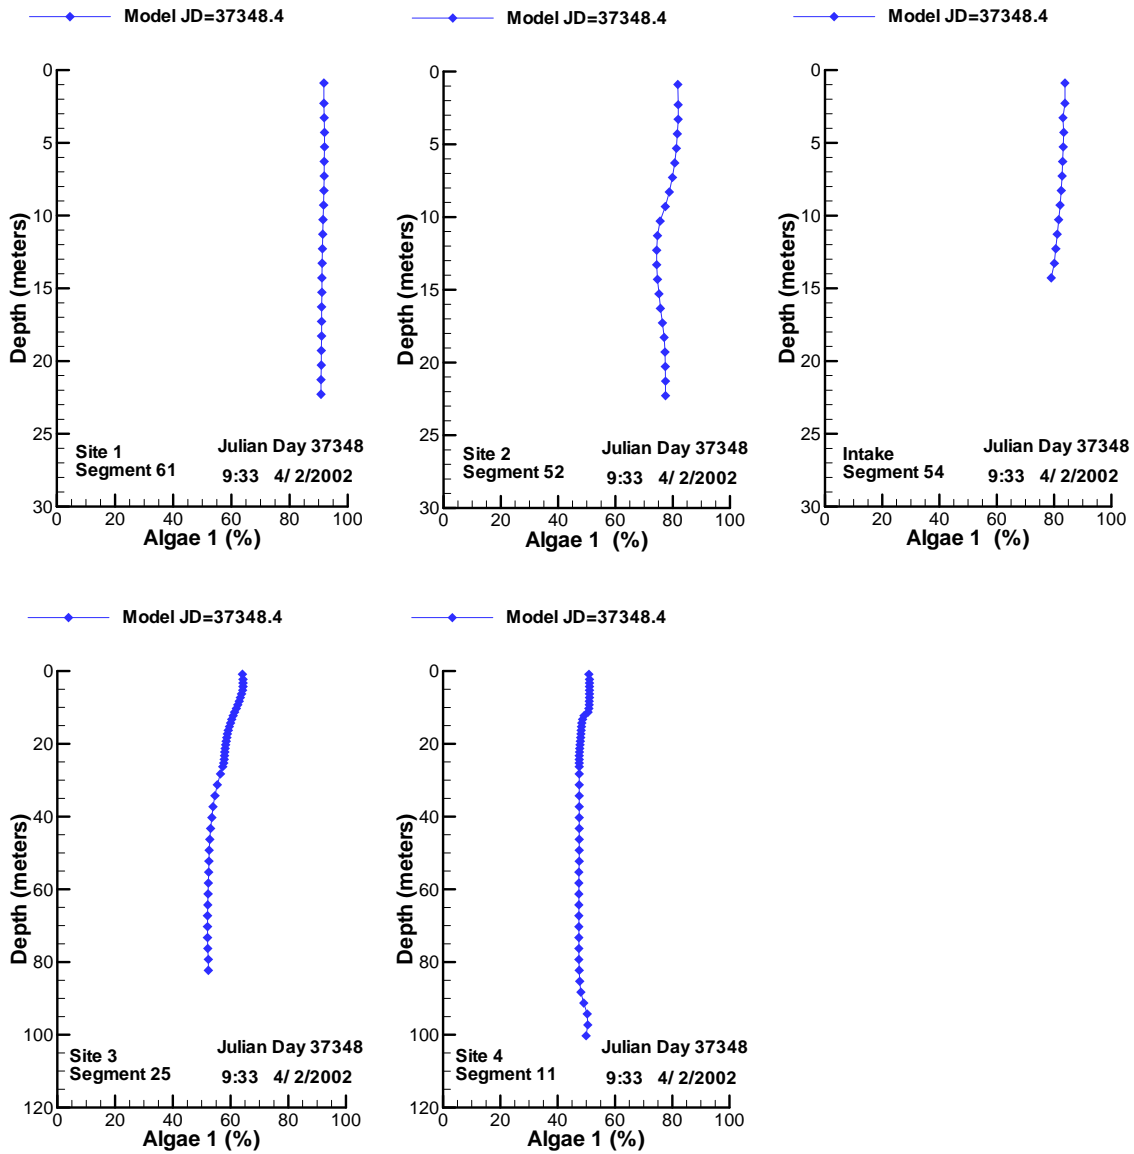 Model JD=37348.4
Model JD=37348.4
Model JD=37348.4
0
5
10
15
20
25
30
Depth (meters)
Site 1
Segment 61
Julian Day 37348
9:33 4/ 2/2002
0 20 40 60 80 100
Algae 1 (%)
0
5
10
15
20
25
30
Depth (meters)
Site 2
Segment 52
Julian Day 37348
9:33 4/ 2/2002
0 20 40 60 80 100
Algae 1 (%)
0
5
10
15
20
25
30
Depth (meters)
Intake
Segment 54
Julian Day 37348
9:33 4/ 2/2002
0 20 40 60 80 100
Algae 1 (%)
Model JD=37348.4
Model JD=37348.4
0
20
40
60
80
100
120
Depth (meters)
Site 3
Segment 25
Julian Day 37348
9:33 4/ 2/2002
0 20 40 60 80 100
Algae 1 (%)
0
20
40
60
80
100
120
Depth (meters)
Site 4
Segment 11
Julian Day 37348
9:33 4/ 2/2002
0 20 40 60 80 100
Algae 1 (%)